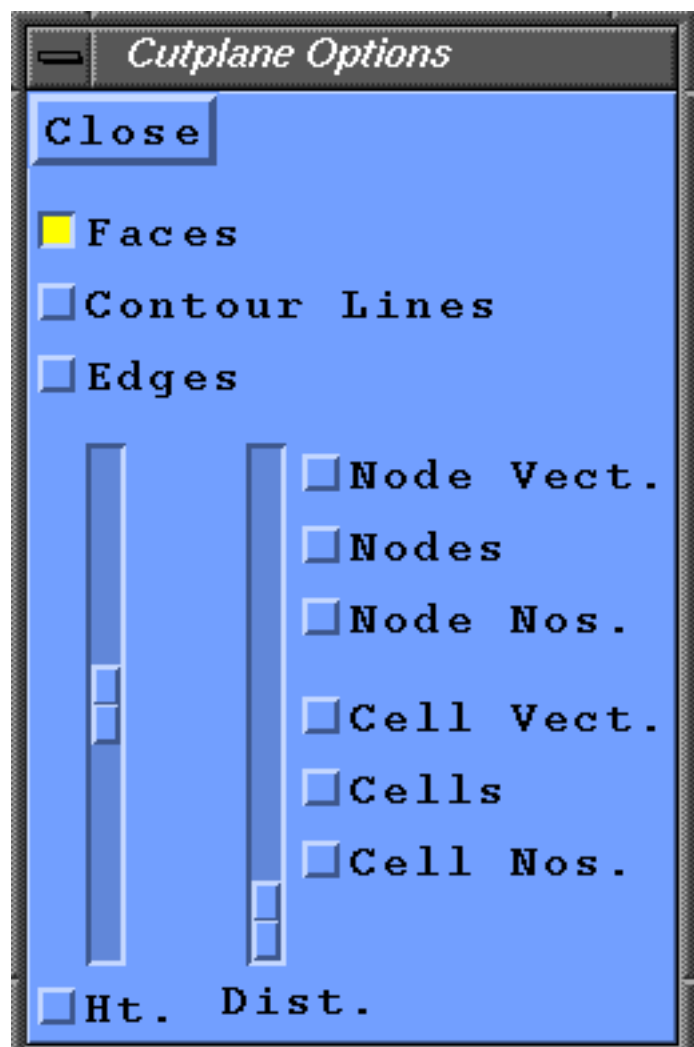 Cutplane Options
Close
Faces
Contour Lines
Edges
Node Vect.
Nodes
Node Nos.
Cell Vect.
Cells
Cell Nos.
Ht. Dist.